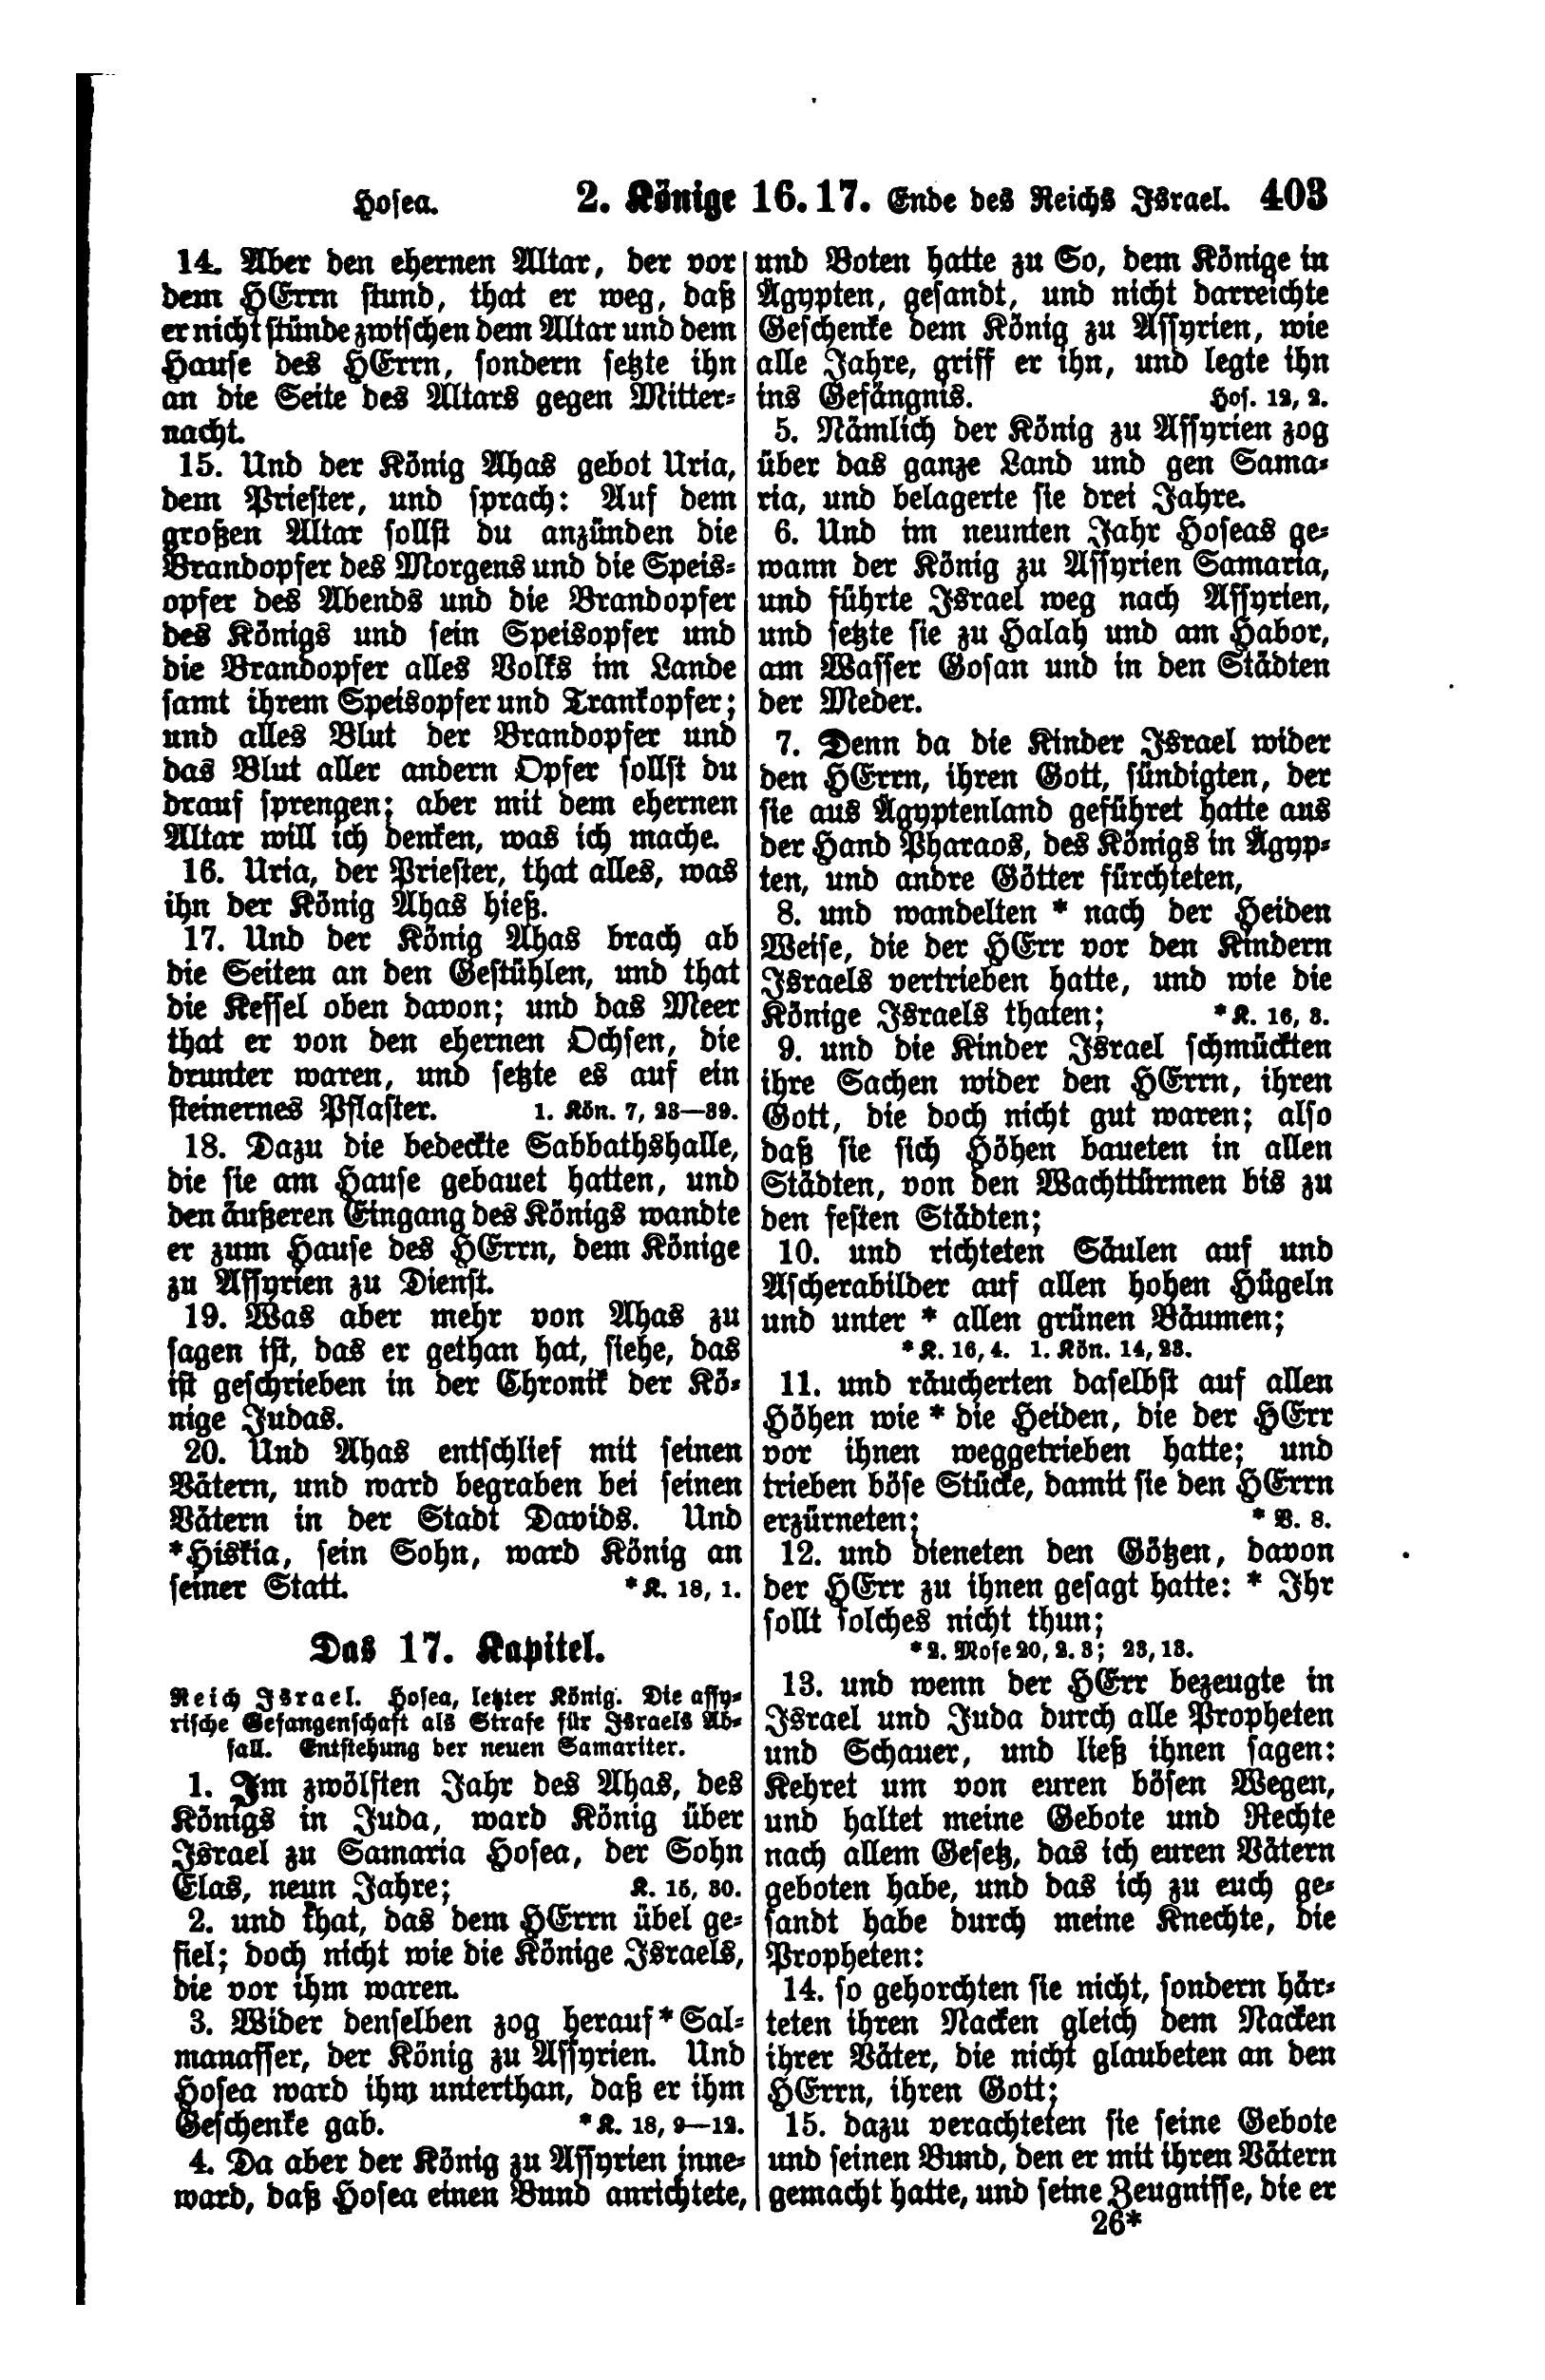 Hosea. 2. Könige 16. 17. Ende des Reichs Israel. 403
14. Aber den ehernen Altar, der vor
dem HErrn stund, that er weg, daß
er nicht stünde zwischen dem Altar und dem
Hause des HErrn, sondern setzte ihn
an die Seite des Altars gegen Mitter-
nacht.
15. Und der König Ahas gebot Uria,
dem Priester, und sprach: Auf dem
großen Altar sollst du anzünden die
Brandopfer des Morgens und die Speis-
opfer des Abends und die Brandopfer
des Königs und sein Speisopfer und
die Brandopfer alles Volks im Lande
samt ihrem Speisopfer und Trankopfer;
und alles Blut der Brandopfer und
das Blut aller andern Opfer sollst du
drauf sprengen; aber mit dem ehernen
Altar will ich denken, was ich mache.
16. Uria, der Priester, that alles, was
ihn der König Ahas hieß.
17. Und der König Ahas brach ab
die Seiten an den Gestühlen, und that
die Kessel oben davon; und das Meer
that er von den ehernen Ochsen, die
drunter waren, und setzte es auf ein
steinernes Pflaster. 1. Kön. 7, 23—39.
18. Dazu die bedeckte Sabbathshalle,
die sie am Hause gebauet hatten, und
den äußeren Eingang des Königs wandte
er zum Hause des HErrn, dem Könige
zu Assyrien zu Dienst.
19. Was aber mehr von Ahas zu
sagen ist, das er gethan hat, siehe, das
ist geschrieben in der Chronik der Kö-
nige Judas.
20. Und Ahas entschlief mit seinen
Vätern, und ward begraben bei seinen
Vätern in der Stadt Davids. Und
*Hiskia, sein Sohn, ward König an
seiner Statt. *K. 18, 1.
Das 17. Kapitel.
Reich Israel. Hosea, letzter König. Die assy-
rische Gefangenschaft als Strafe für Israels Ab-
fall. Entstehung der neuen Samariter.
1. Im zwölften Jahr des Ahas, des
Königs in Juda, ward König über
Israel zu Samaria Hosea, der Sohn
Elas, neun Jahre; K. 15, 30.
2. und that, das dem HErrn übel ge-
fiel; doch nicht wie die Könige Israels,
die vor ihm waren.
3. Wider denselben zog herauf * Sal-
manasser, der König zu Assyrien. Und
Hosea ward ihm unterthan, daß er ihm
Geschenke gab. *K. 18, 9—12.
4. Da aber der König zu Assyrien inne-
ward, daß Hosea einen Bund anrichtete,
und Boten hatte zu So, dem Könige in
Ägypten, gesandt, und nicht darreichte
Geschenke dem König zu Assyrien, wie
alle Jahre, griff er ihn, und legte ihn
ins Gefängnis. Hos. 12, 2.
5. Nämlich der König zu Assyrien zog
über das ganze Land und gen Sama-
ria, und belagerte sie drei Jahre.
6. Und im neunten Jahr Hoseas ge-
wann der König zu Assyrien Samaria,
und führte Israel weg nach Assyrien,
und setzte sie zu Halah und am Habor,
am Wasser Gosan und in den Städten
der Meder.
7. Denn da die Kinder Israel wider
den HErrn, ihren Gott, sündigten, der
sie aus Ägyptenland geführet hatte aus
der Hand Pharaos, des Königs in Ägyp-
ten, und andre Götter fürchteten,
8. und wandelten * nach der Heiden
Weise, die der HErr vor den Kindern
Israels vertrieben hatte, und wie die
Könige Israels thaten; *K. 16, 3.
9. und die Kinder Israel schmückten
ihre Sachen wider den HErrn, ihren
Gott, die doch nicht gut waren; also
daß sie sich Höhen baueten in allen
Städten, von den Wachttürmen bis zu
den festen Städten;
10. und richteten Säulen auf und
Ascherabilder auf allen hohen Hügeln
und unter * allen grünen Bäumen;
*K. 16, 4. 1. Kön. 14, 23.
11. und räucherten daselbst auf allen
Höhen wie * die Heiden, die der HErr
vor ihnen weggetrieben hatte; und
trieben böse Stücke, damit sie den HErrn
erzürneten; *V. 8.
12. und dieneten den Götzen, davon
der HErr zu ihnen gesagt hatte: * Ihr
sollt solches nicht thun;
*2. Mose 20, 2. 3; 23, 13.
13. und wenn der HErr bezeugte in
Israel und Juda durch alle Propheten
und Schauer, und ließ ihnen sagen:
Kehret um von euren bösen Wegen,
und haltet meine Gebote und Rechte
nach allem Gesetz, das ich euren Vätern
geboten habe, und das ich zu euch ge-
sandt habe durch meine Knechte, die
Propheten:
14. so gehorchten sie nicht, sondern här-
teten ihren Nacken gleich dem Nacken
ihrer Väter, die nicht glaubeten an den
HErrn, ihren Gott;
15. dazu verachteten sie seine Gebote
und seinen Bund, den er mit ihren Vätern
gemacht hatte, und seine Zeugnisse, die er
26*